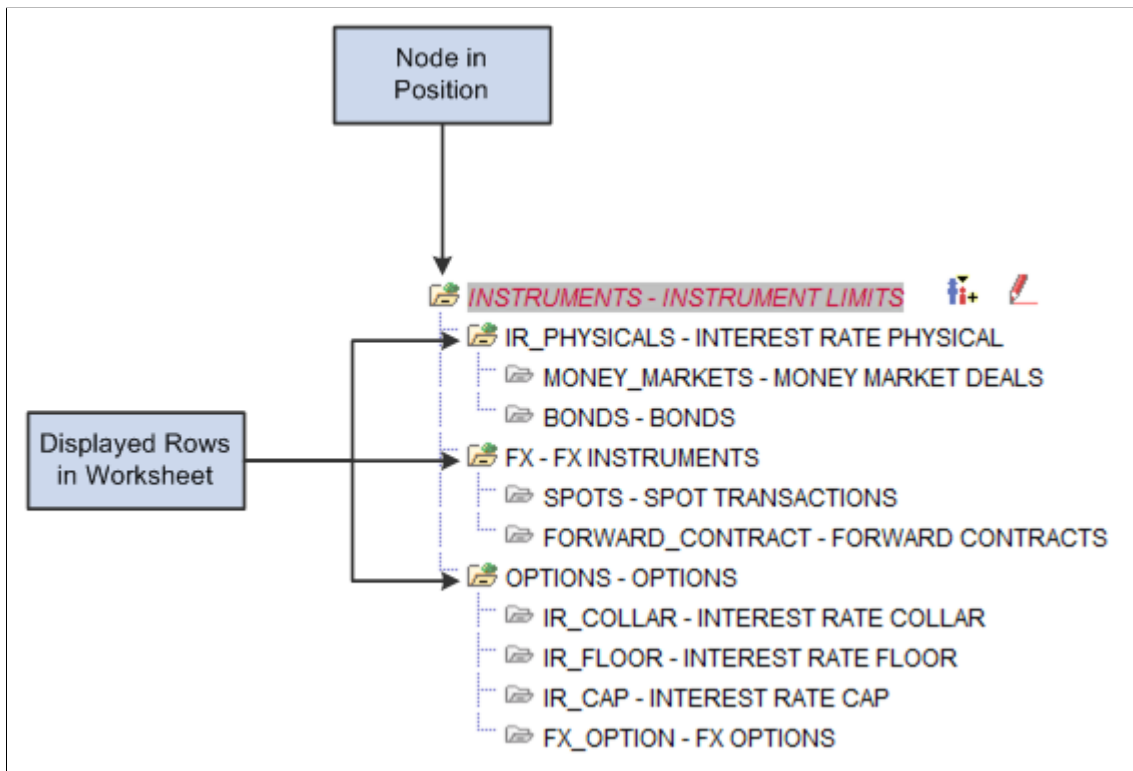 Node in
Position
INSTRUMENTS - INSTRUMENT LIMITS
IR_PHYSICALS - INTEREST RATE PHYSICAL
MONEY_MARKETS - MONEY MARKET DEALS
BONDS - BONDS
Displayed Rows
in Worksheet
FX - FX INSTRUMENTS
SPOTS - SPOT TRANSACTIONS
FORWARD_CONTRACT - FORWARD CONTRACTS
OPTIONS - OPTIONS
IR_COLLAR - INTEREST RATE COLLAR
IR_FLOOR - INTEREST RATE FLOOR
IR_CAP - INTEREST RATE CAP
FX_OPTION - FX OPTIONS